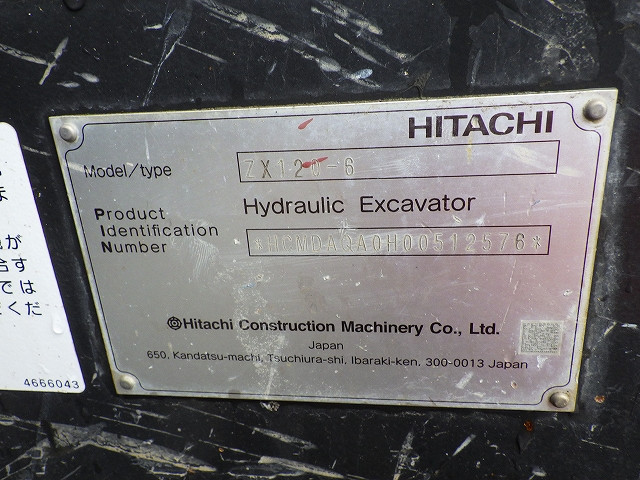 HITACHI
Model/type ZX120-6
Product Identification Number
Hydraulic Excavator
*HCMDAQA0H00512576*
Hitachi Construction Machinery Co., Ltd.
Japan
650, Kandatsu-machi, Tsuchiura-shi, Ibaraki-ken, 300-0013 Japan
ま
が
合す
では
くだ
4666043